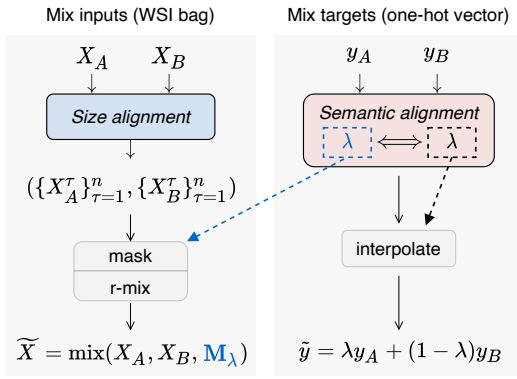 Mix inputs (WSI bag)
X_A X_B
Size alignment
({X_A^τ}_{τ=1}^n, {X_B^τ}_{τ=1}^n)
mask
r-mix
X̃ = mix(X_A, X_B, M_λ)
Mix targets (one-hot vector)
y_A y_B
Semantic alignment
λ ⟺ λ
interpolate
ỹ = λy_A + (1 − λ)y_B